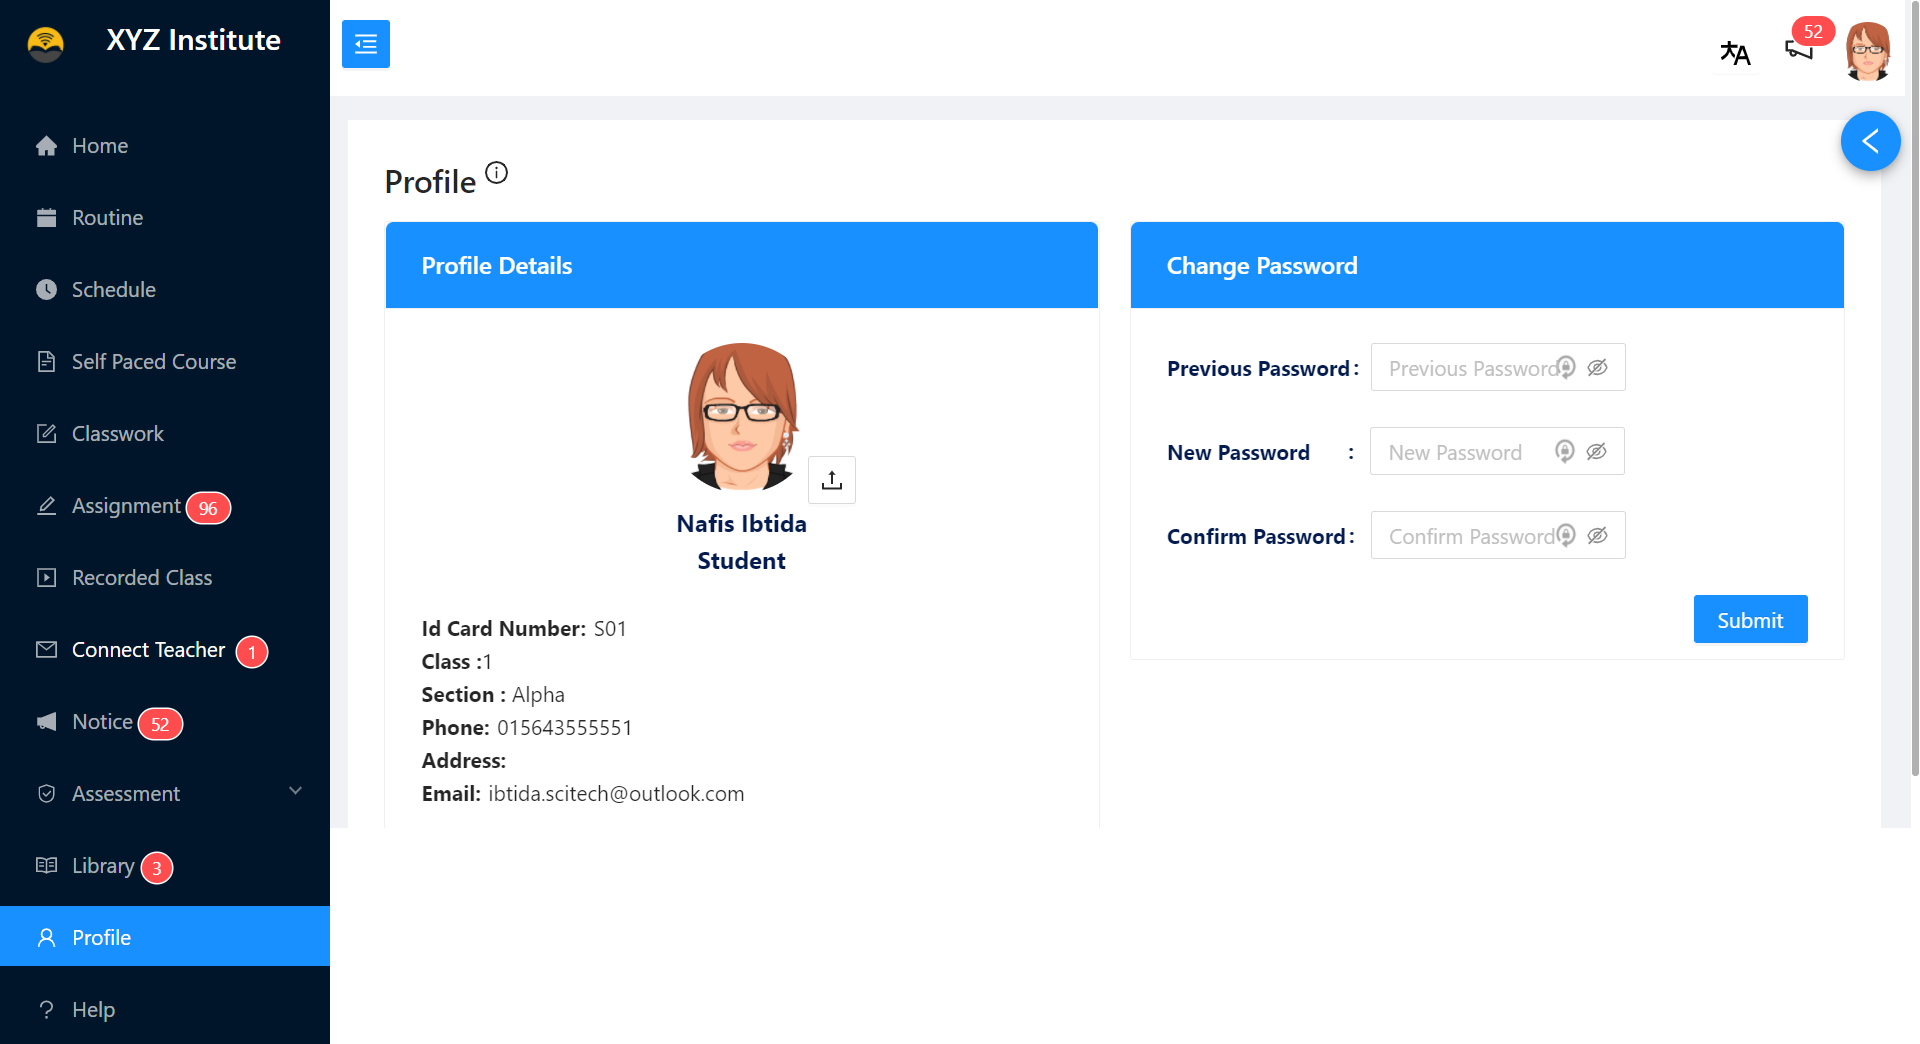 XYZ Institute
52
Home
Routine
Schedule
Self Paced Course
Classwork
Assignment 96
Recorded Class
Connect Teacher 1
Notice 52
Assessment
Library 3
Profile
Help
Profile
Profile Details
Nafis Ibtida
Student
Id Card Number: S01
Class :1
Section : Alpha
Phone: 015643555551
Address:
Email: ibtida.scitech@outlook.com
Change Password
Previous Password : Previous Password
New Password : New Password
Confirm Password : Confirm Password
Submit